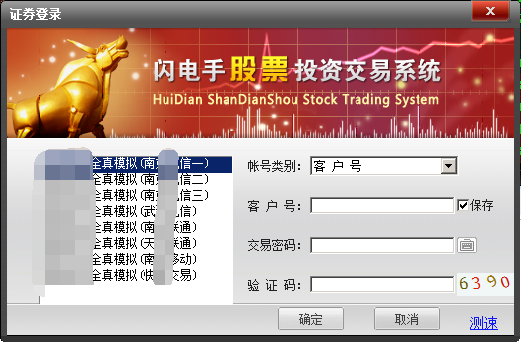 证券登录
闪电手股票投资交易系统
HuiDian ShanDianShou Stock Trading System
全真模拟(南 信一)
全真模拟(南 信二)
全真模拟(南 信三)
全真模拟(武 信)
全真模拟(南 联通)
全真模拟(天 联通)
全真模拟(南 移动)
全真模拟(快 交易)
帐号类别: 客 户 号
客 户 号: 保存
交易密码:
验 证 码: 6390
确定 取消 测速